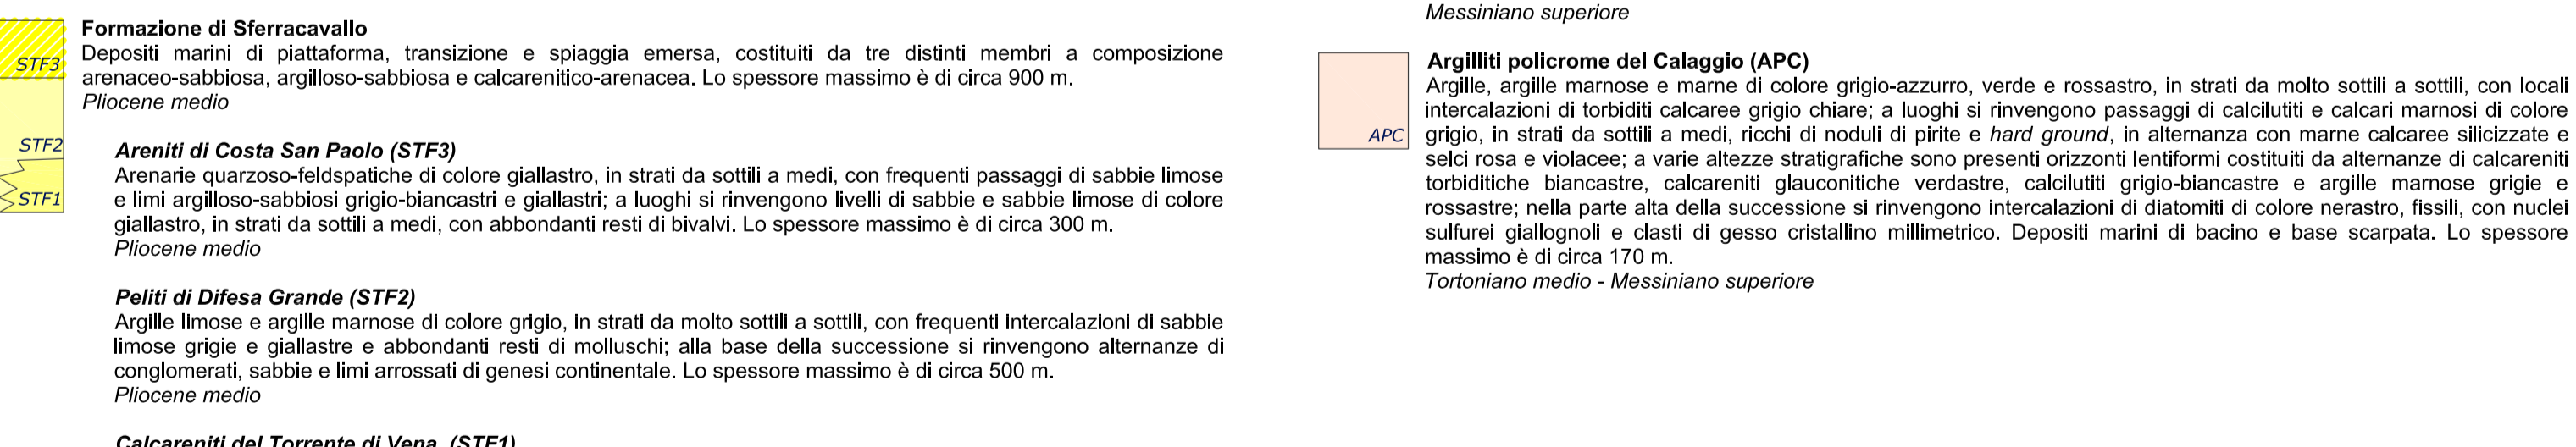 STF3
STF2
STF1
Formazione di Sferracavallo
Depositi marini di piattaforma, transizione e spiaggia emersa, costituiti da tre distinti membri a composizione
arenaceo-sabbiosa, argilloso-sabbiosa e calcarenitico-arenacea. Lo spessore massimo è di circa 900 m.
Pliocene medio
Areniti di Costa San Paolo (STF3)
Arenarie quarzoso-feldspatiche di colore giallastro, in strati da sottili a medi, con frequenti passaggi di sabbie limose
e limi argilloso-sabbiosi grigio-biancastri e giallastri; a luoghi si rinvengono livelli di sabbie e sabbie limose di colore
giallastro, in strati da sottili a medi, con abbondanti resti di bivalvi. Lo spessore massimo è di circa 300 m.
Pliocene medio
Peliti di Difesa Grande (STF2)
Argille limose e argille marnose di colore grigio, in strati da molto sottili a sottili, con frequenti intercalazioni di sabbie
limose grigie e giallastre e abbondanti resti di molluschi; alla base della successione si rinvengono alternanze di
conglomerati, sabbie e limi arrossati di genesi continentale. Lo spessore massimo è di circa 500 m.
Pliocene medio
Calcareniti del Torrente di Vena (STF1)
Messiniano superiore
APC
Argilliti policrome del Calaggio (APC)
Argille, argille marnose e marne di colore grigio-azzurro, verde e rossastro, in strati da molto sottili a sottili, con locali
intercalazioni di torbiditi calcaree grigio chiare; a luoghi si rinvengono passaggi di calcilutiti e calcari marnosi di colore
grigio, in strati da sottili a medi, ricchi di noduli di pirite e hard ground, in alternanza con marne calcaree silicizzate e
selci rosa e violacee; a varie altezze stratigrafiche sono presenti orizzonti lentiformi costituiti da alternanze di calcareniti
torbiditiche biancastre, calcareniti glauconitiche verdastre, calcilutiti grigio-biancastre e argille marnose grigie e
rossastre; nella parte alta della successione si rinvengono intercalazioni di diatomiti di colore nerastro, fissili, con nuclei
sulfurei giallognoli e clasti di gesso cristallino millimetrico. Depositi marini di bacino e base scarpata. Lo spessore
massimo è di circa 170 m.
Tortoniano medio - Messiniano superiore